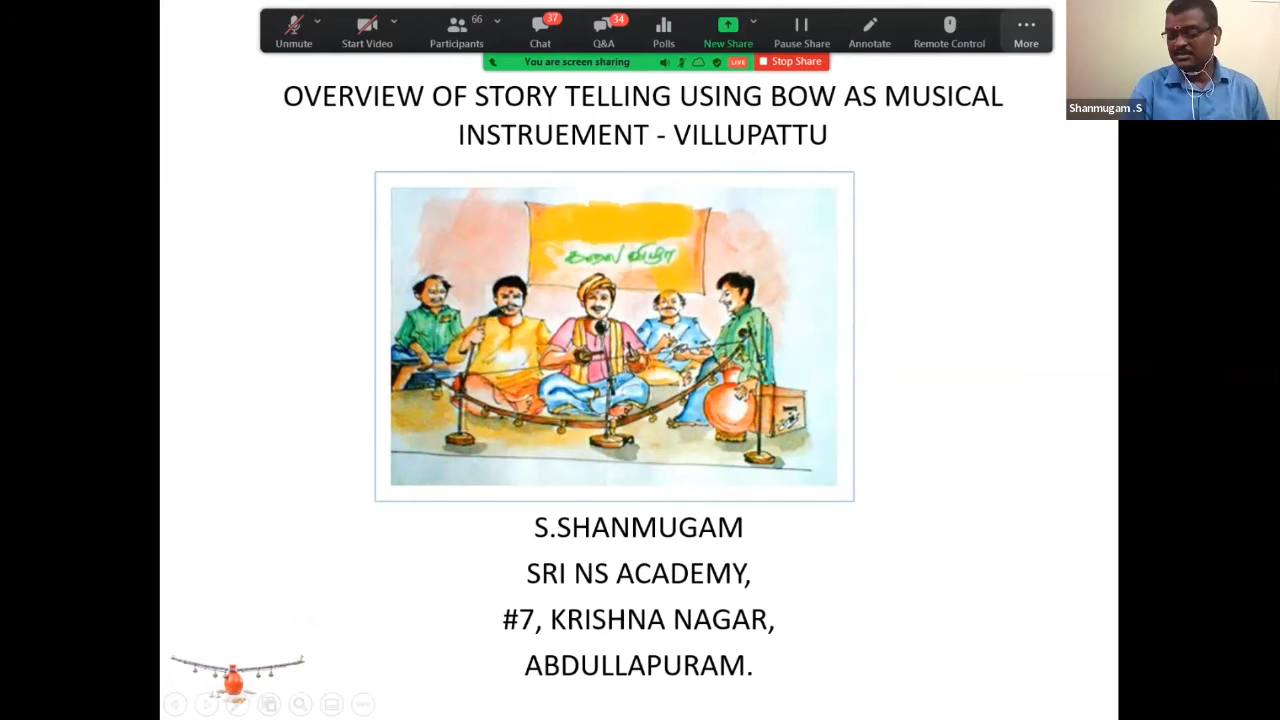 66
37
34
Unmute
Start Video
Participants
Chat
Q&A
Polls
New Share
Pause Share
Annotate
Remote Control
More
You are screen sharing
LIVE
Stop Share
Shanmugam .S
OVERVIEW OF STORY TELLING USING BOW AS MUSICAL
INSTRUEMENT - VILLUPATTU
கலை விழா
S.SHANMUGAM
SRI NS ACADEMY,
#7, KRISHNA NAGAR,
ABDULLAPURAM.